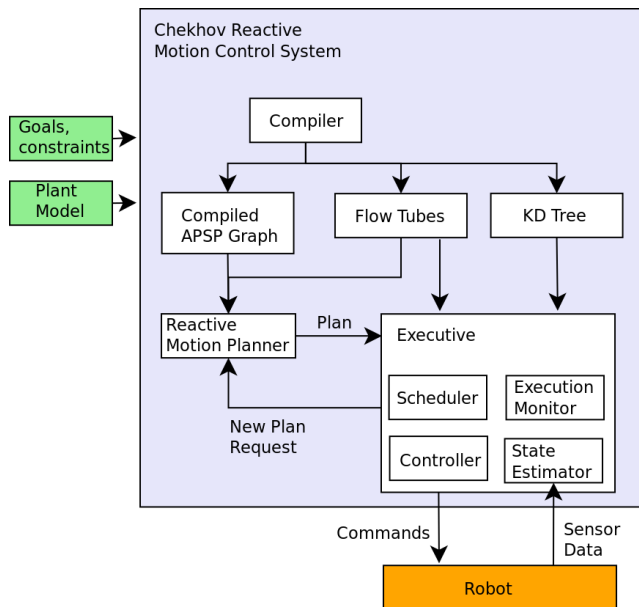 Chekhov Reactive
Motion Control System
Compiler
Goals,
constraints
Plant
Model
Compiled
APSP Graph
Flow Tubes
KD Tree
Reactive
Motion Planner
Plan
Executive
Scheduler
Execution
Monitor
New Plan
Request
Controller
State
Estimator
Commands
Sensor
Data
Robot